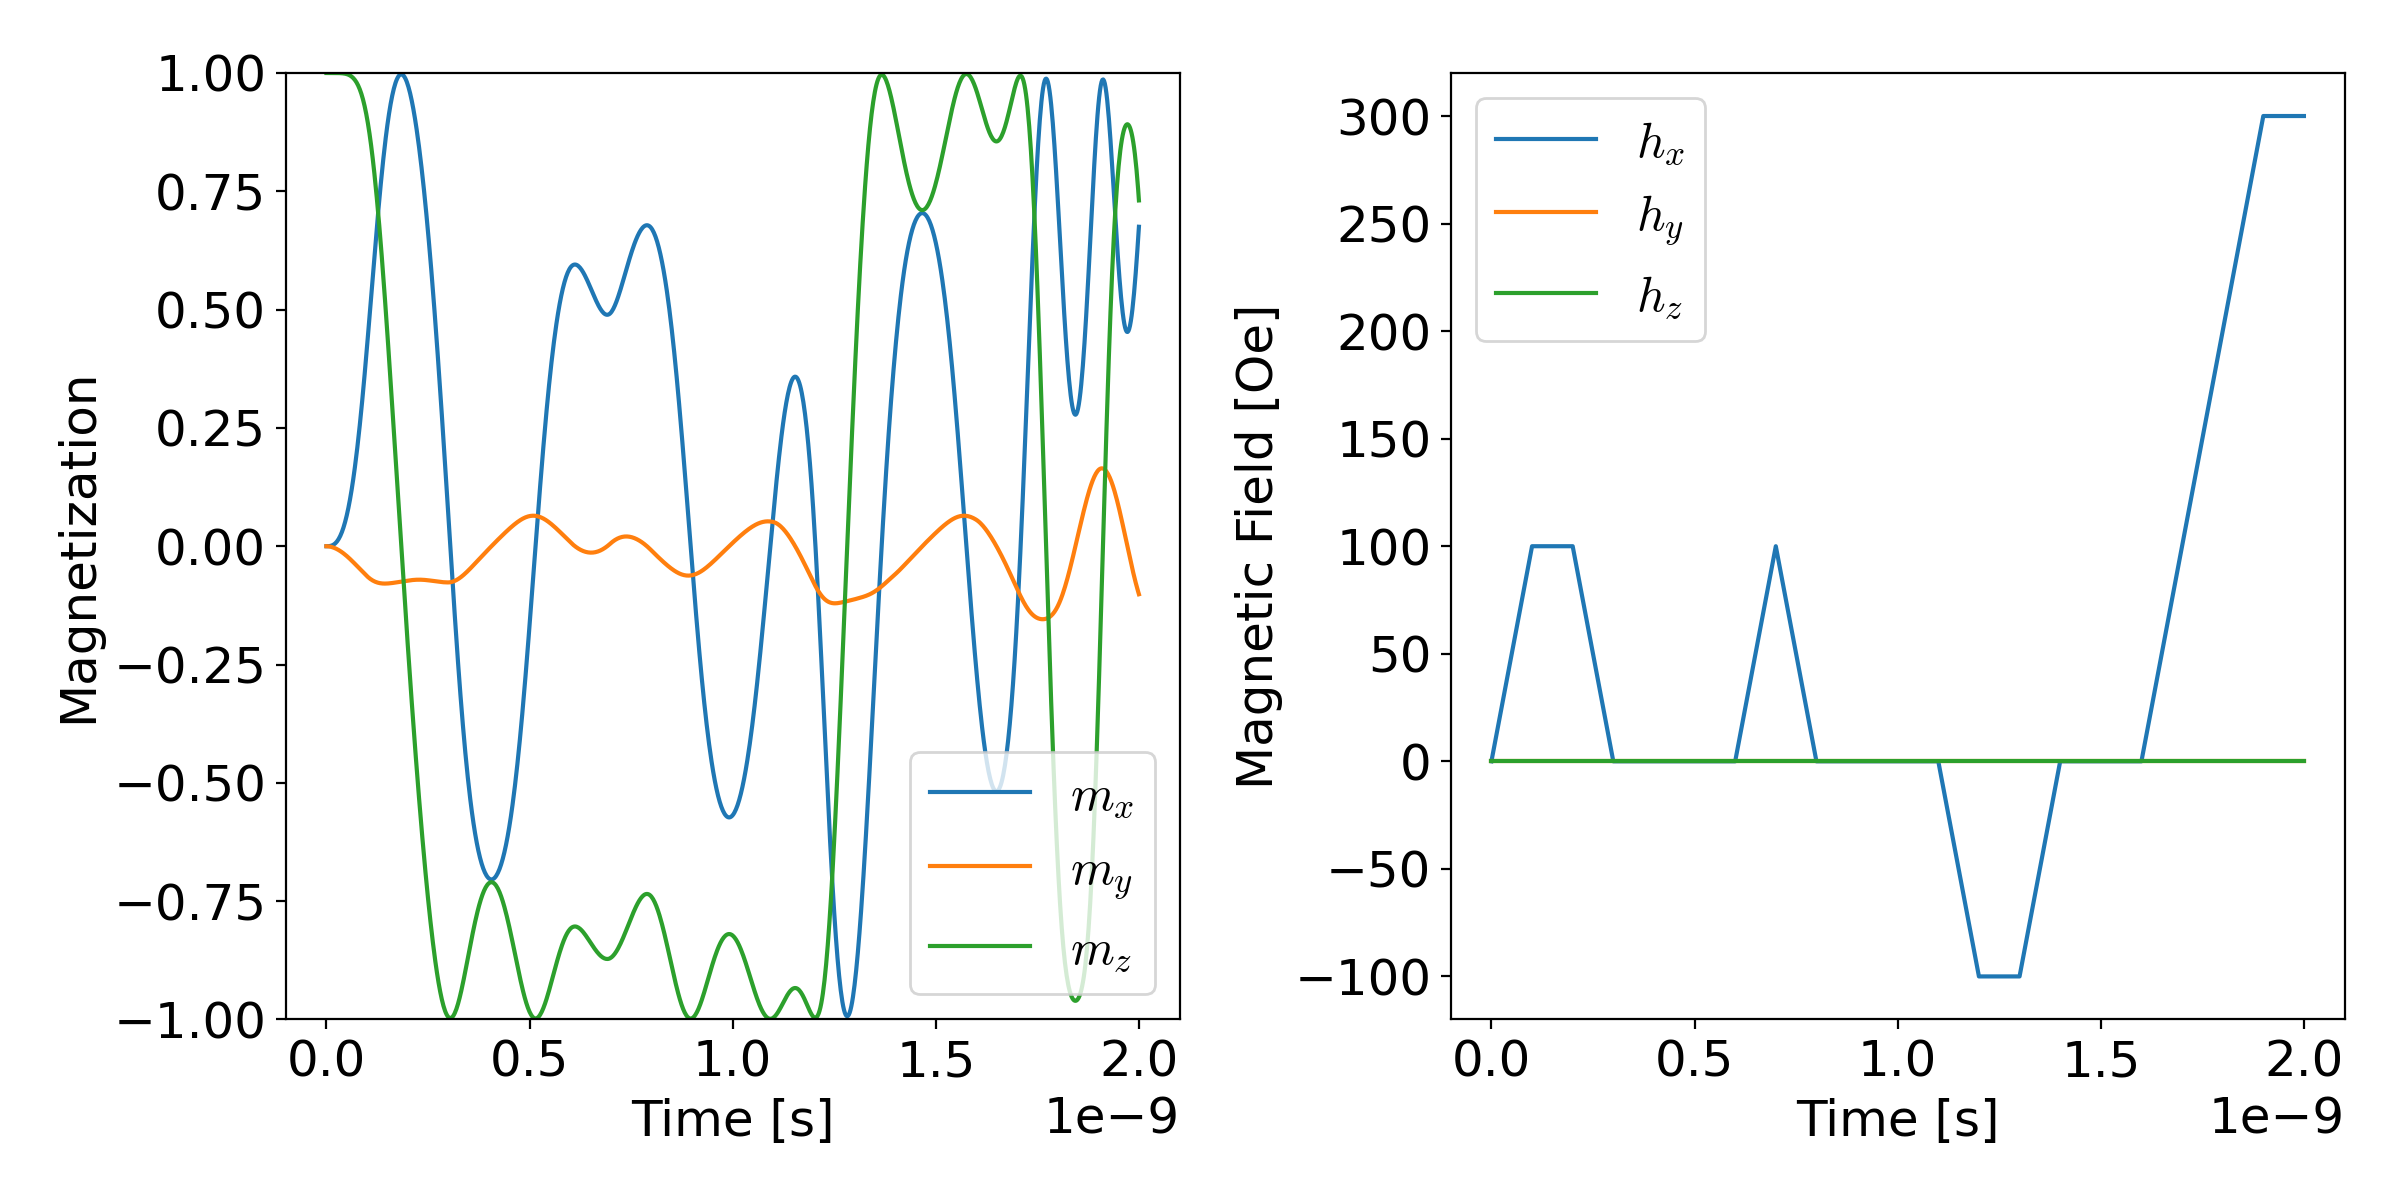 1.00
0.75
0.50
0.25
0.00
−0.25
−0.50
−0.75
−1.00
Magnetization
0.0 0.5 1.0 1.5 2.0
Time [s] 1e−9
m_x
m_y
m_z
300
250
200
150
100
50
0
−50
−100
Magnetic Field [Oe]
0.0 0.5 1.0 1.5 2.0
Time [s] 1e−9
h_x
h_y
h_z